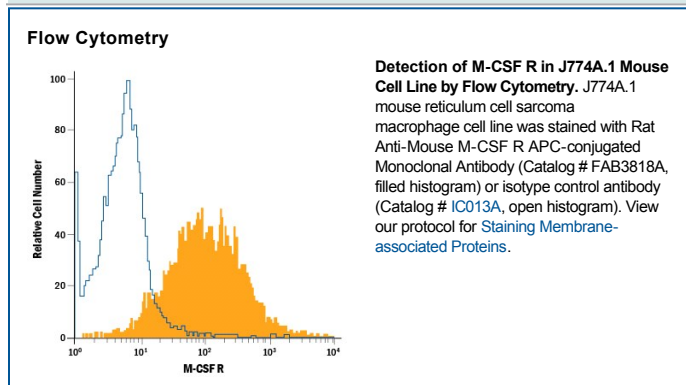 Flow Cytometry
100
80
60
40
20
0
Relative Cell Number
10⁰
10¹
10²
10³
10⁴
M-CSF R
Detection of M-CSF R in J774A.1 Mouse
Cell Line by Flow Cytometry. J774A.1
mouse reticulum cell sarcoma
macrophage cell line was stained with Rat
Anti-Mouse M-CSF R APC-conjugated
Monoclonal Antibody (Catalog # FAB3818A,
filled histogram) or isotype control antibody
(Catalog # IC013A, open histogram). View
our protocol for Staining Membrane-
associated Proteins.